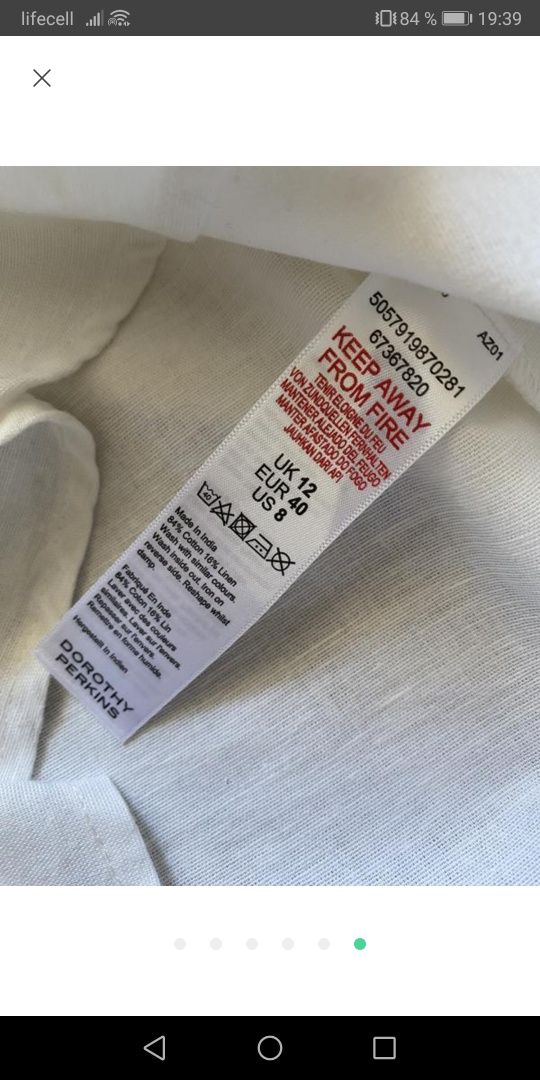 lifecell
84 %
19:39
AZ01
5057919870281
67367820
KEEP AWAY
FROM FIRE
TENIR ELOIGNE DU FEU
VON ZUNDQUELLEN FERNHALTEN
MANTENER ALEJADO DEL FUEGO
MANTER AFASTADO DO FOGO
JAUHKAN DARI API
UK 12
EUR 40
US 8
40
Made In India
84% Cotton 16% Linen
Wash with similar colours.
Wash inside out. Iron on
reverse side. Reshape whilst
damp.
Fabriqué En Inde
84% Coton 16% Lin
Laver avec des couleurs
similaires. Laver sur l'envers.
Repasser sur l'envers.
Remettre en forme humide.
Hergestellt In Indien
DOROTHY
PERKINS